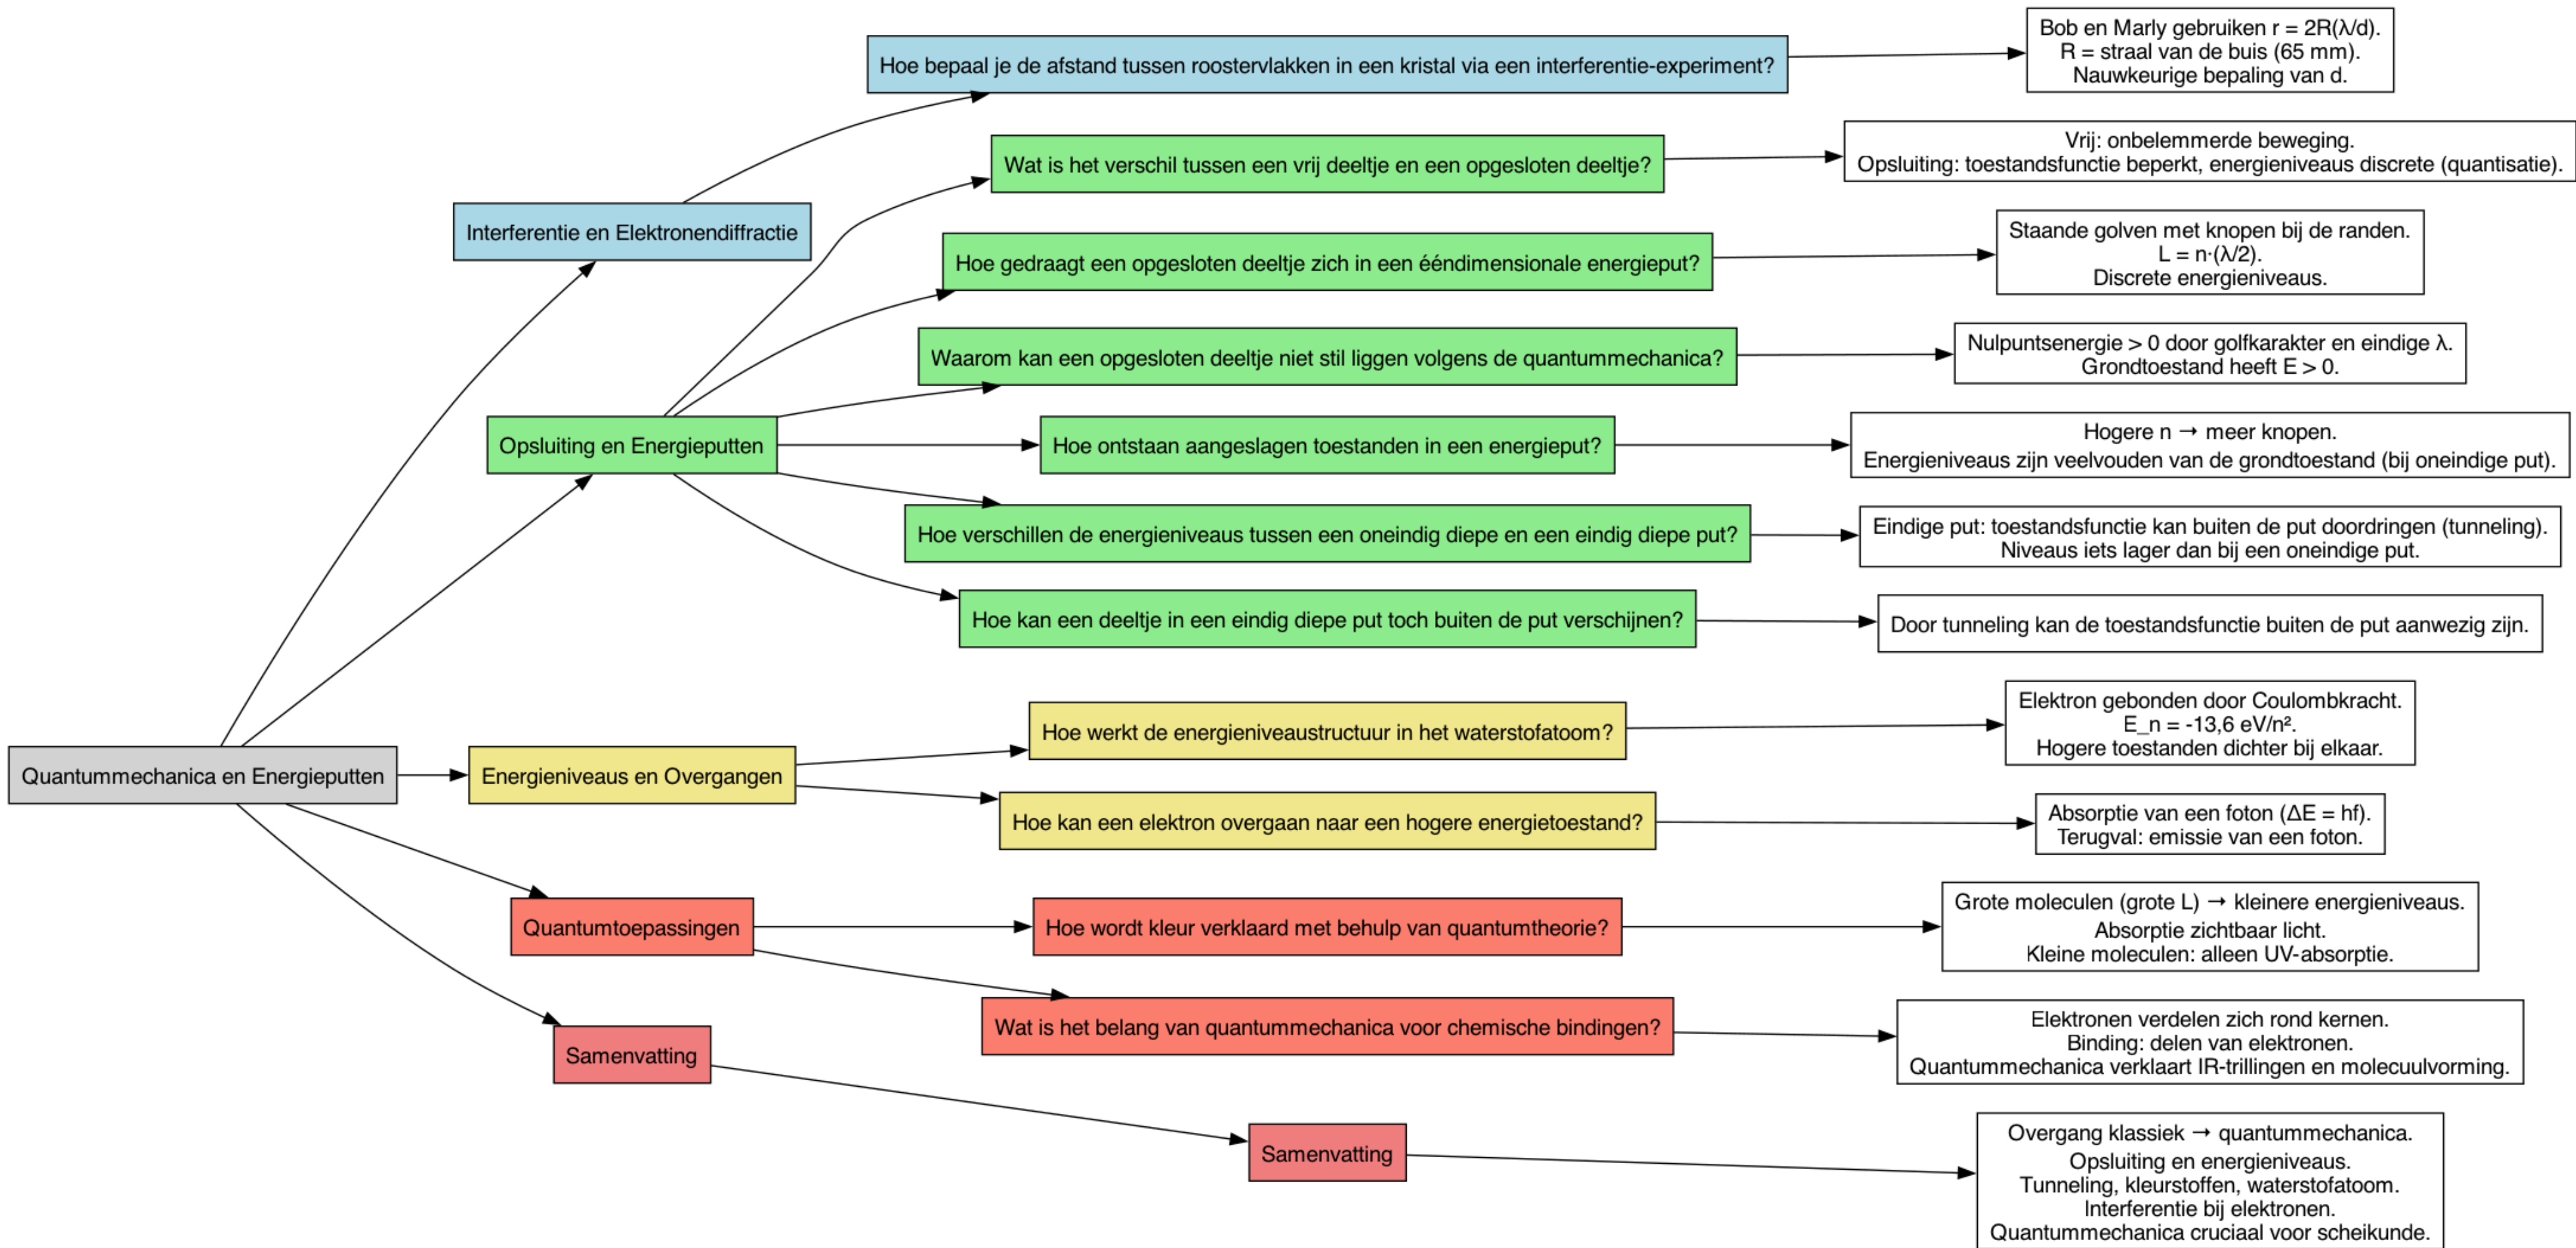 Quantummechanica en Energieputten
Interferentie en Elektronendiffractie
Hoe bepaal je de afstand tussen roostervlakken in een kristal via een interferentie-experiment?
Bob en Marly gebruiken r = 2R(λ/d).
R = straal van de buis (65 mm).
Nauwkeurige bepaling van d.
Opsluiting en Energieputten
Wat is het verschil tussen een vrij deeltje en een opgesloten deeltje?
Vrij: onbelemmerde beweging.
Opsluiting: toestandsfunctie beperkt, energieniveaus discrete (quantisatie).
Hoe gedraagt een opgesloten deeltje zich in een ééndimensionale energieput?
Staande golven met knopen bij de randen.
L = n·(λ/2).
Discrete energieniveaus.
Waarom kan een opgesloten deeltje niet stil liggen volgens de quantummechanica?
Nulpuntsenergie > 0 door golfkarakter en eindige λ.
Grondtoestand heeft E > 0.
Hoe ontstaan aangeslagen toestanden in een energieput?
Hogere n → meer knopen.
Energieniveaus zijn veelvouden van de grondtoestand (bij oneindige put).
Hoe verschillen de energieniveaus tussen een oneindig diepe en een eindig diepe put?
Eindige put: toestandsfunctie kan buiten de put doordringen (tunneling).
Niveaus iets lager dan bij een oneindige put.
Hoe kan een deeltje in een eindig diepe put toch buiten de put verschijnen?
Door tunneling kan de toestandsfunctie buiten de put aanwezig zijn.
Energieniveaus en Overgangen
Hoe werkt de energieniveaustructuur in het waterstofatoom?
Elektron gebonden door Coulombkracht.
E_n = -13,6 eV/n².
Hogere toestanden dichter bij elkaar.
Hoe kan een elektron overgaan naar een hogere energietoestand?
Absorptie van een foton (ΔE = hf).
Terugval: emissie van een foton.
Quantumtoepassingen
Hoe wordt kleur verklaard met behulp van quantumtheorie?
Grote moleculen (grote L) → kleinere energieniveaus.
Absorptie zichtbaar licht.
Kleine moleculen: alleen UV-absorptie.
Wat is het belang van quantummechanica voor chemische bindingen?
Elektronen verdelen zich rond kernen.
Binding: delen van elektronen.
Quantummechanica verklaart IR-trillingen en molecuulvorming.
Samenvatting
Samenvatting
Overgang klassiek → quantummechanica.
Opsluiting en energieniveaus.
Tunneling, kleurstoffen, waterstofatoom.
Interferentie bij elektronen.
Quantummechanica cruciaal voor scheikunde.